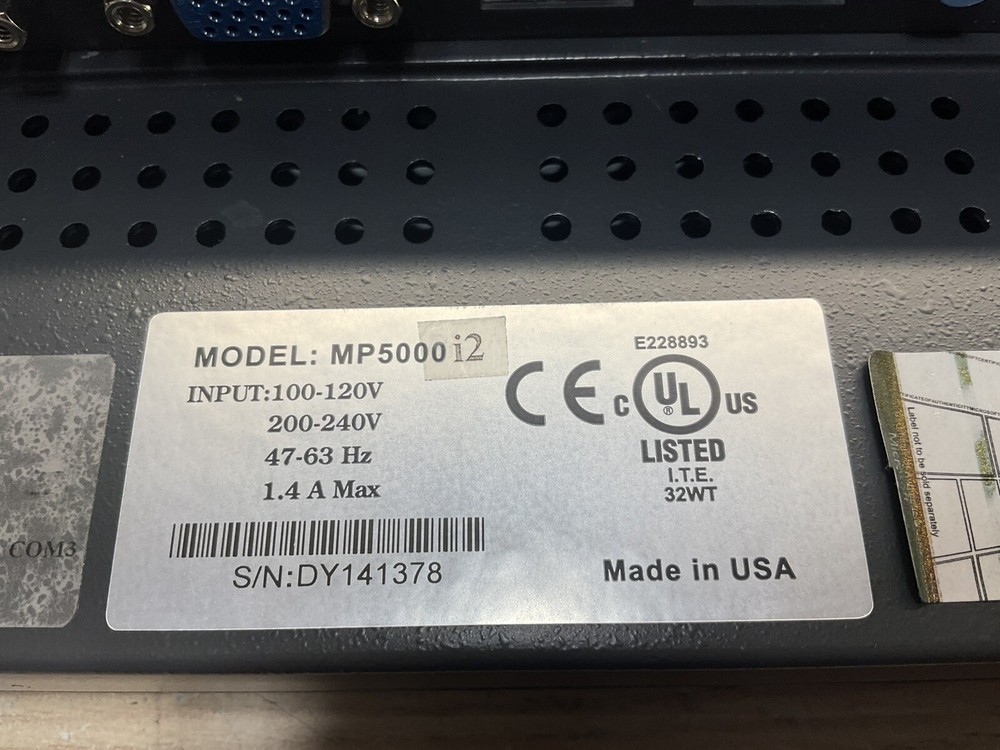 MODEL: MP5000 i2
INPUT:100-120V
200-240V
47-63 Hz
1.4 A Max
S/N:DY141378
E228893
CE
C UL US
®
LISTED
I.T.E.
32WT
Made in USA
COM3
Label not to be sold separately